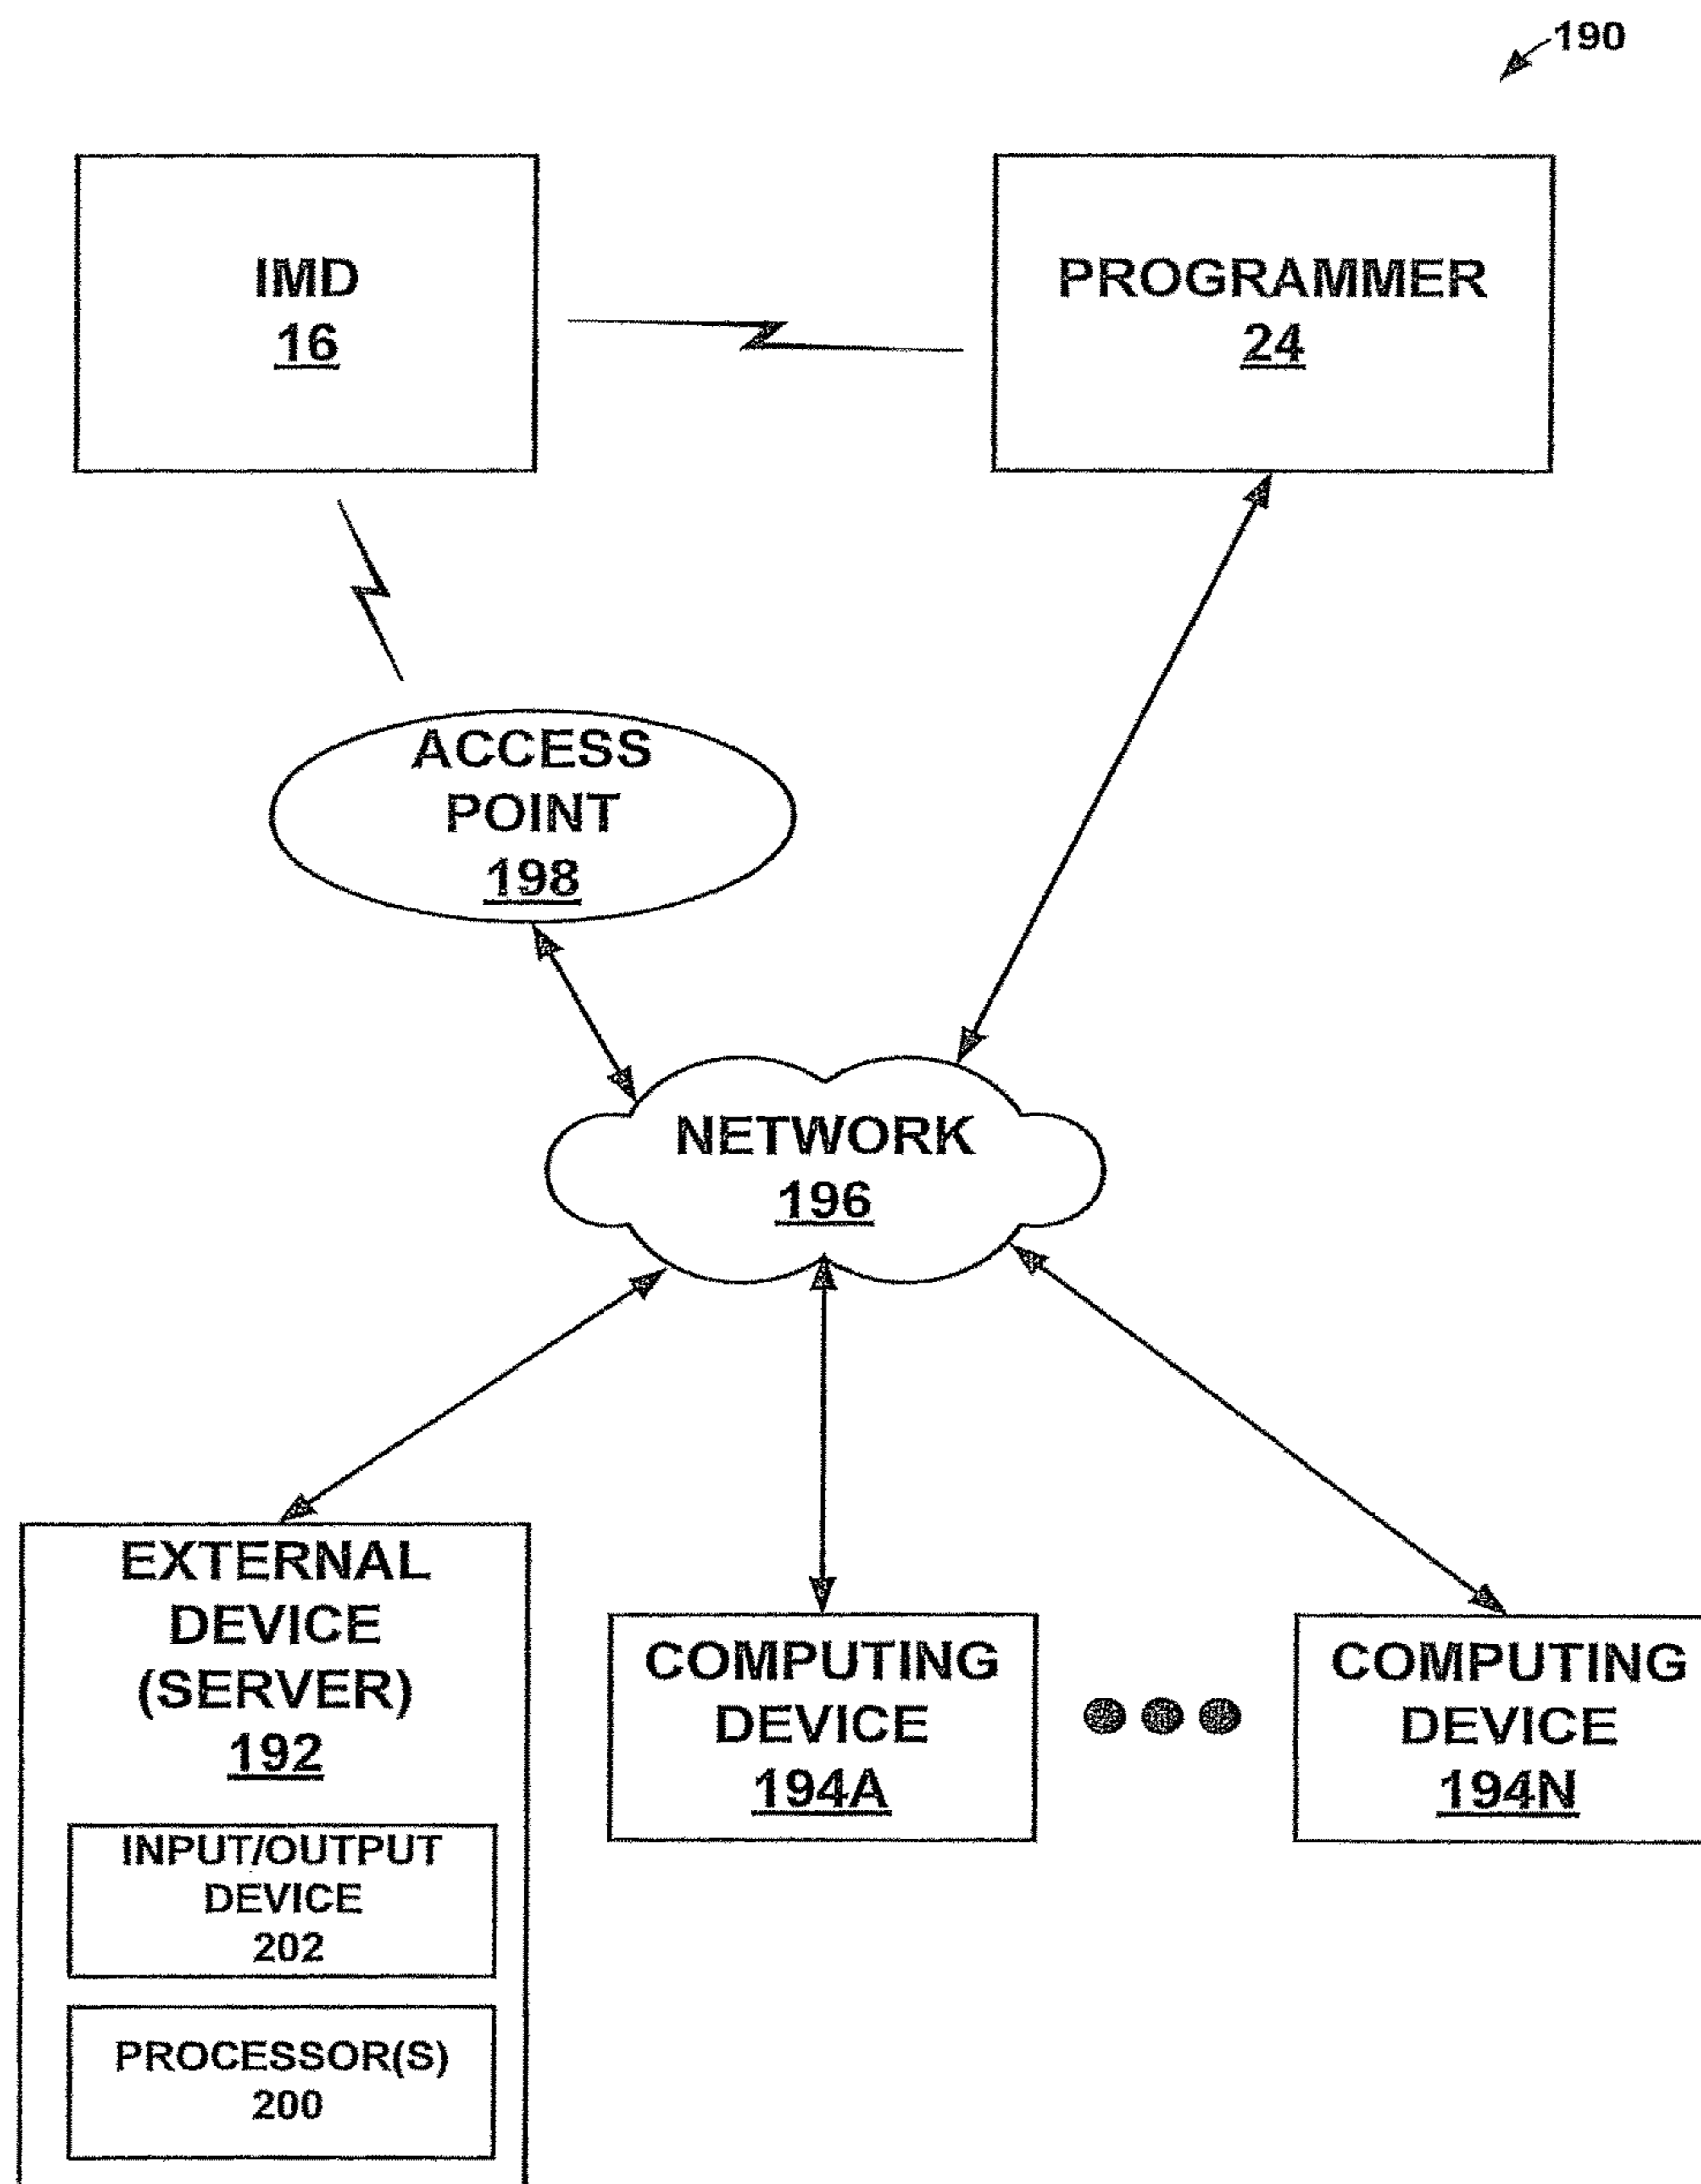 190
IMD
16
PROGRAMMER
24
ACCESS
POINT
198
NETWORK
196
EXTERNAL
DEVICE
(SERVER)
192
INPUT/OUTPUT
DEVICE
202
PROCESSOR(S)
200
COMPUTING
DEVICE
194A
COMPUTING
DEVICE
194N